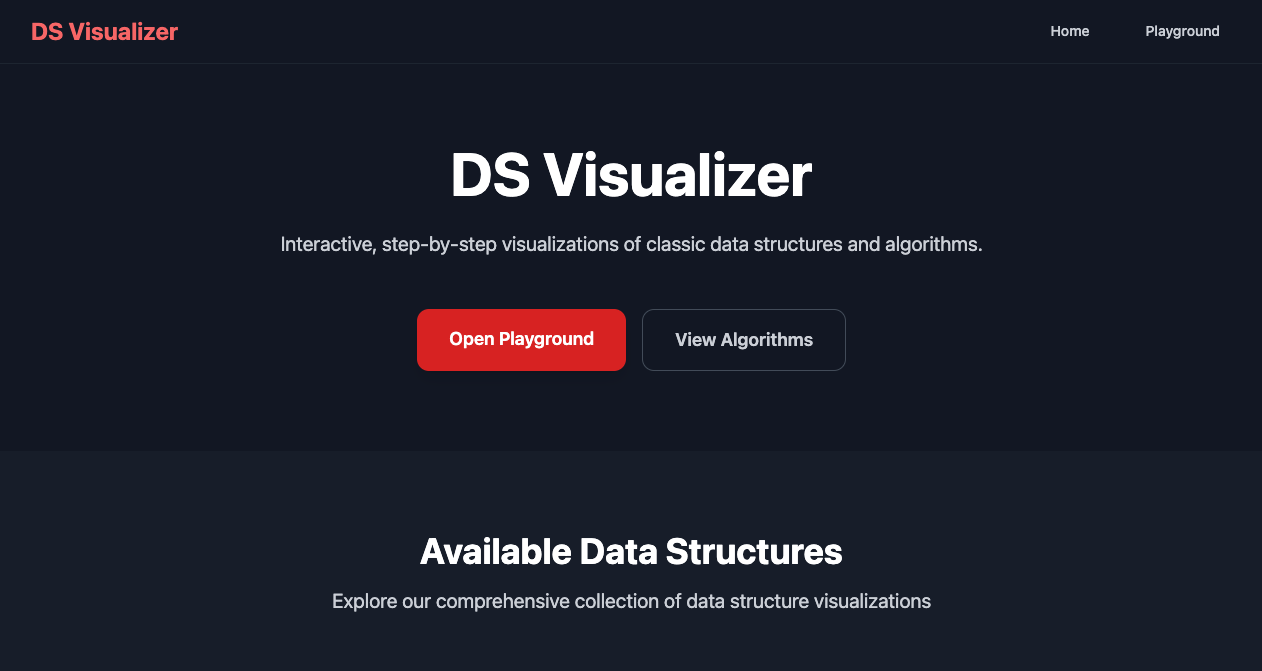 DS Visualizer
Home
Playground
DS Visualizer
Interactive, step-by-step visualizations of classic data structures and algorithms.
Open Playground
View Algorithms
Available Data Structures
Explore our comprehensive collection of data structure visualizations